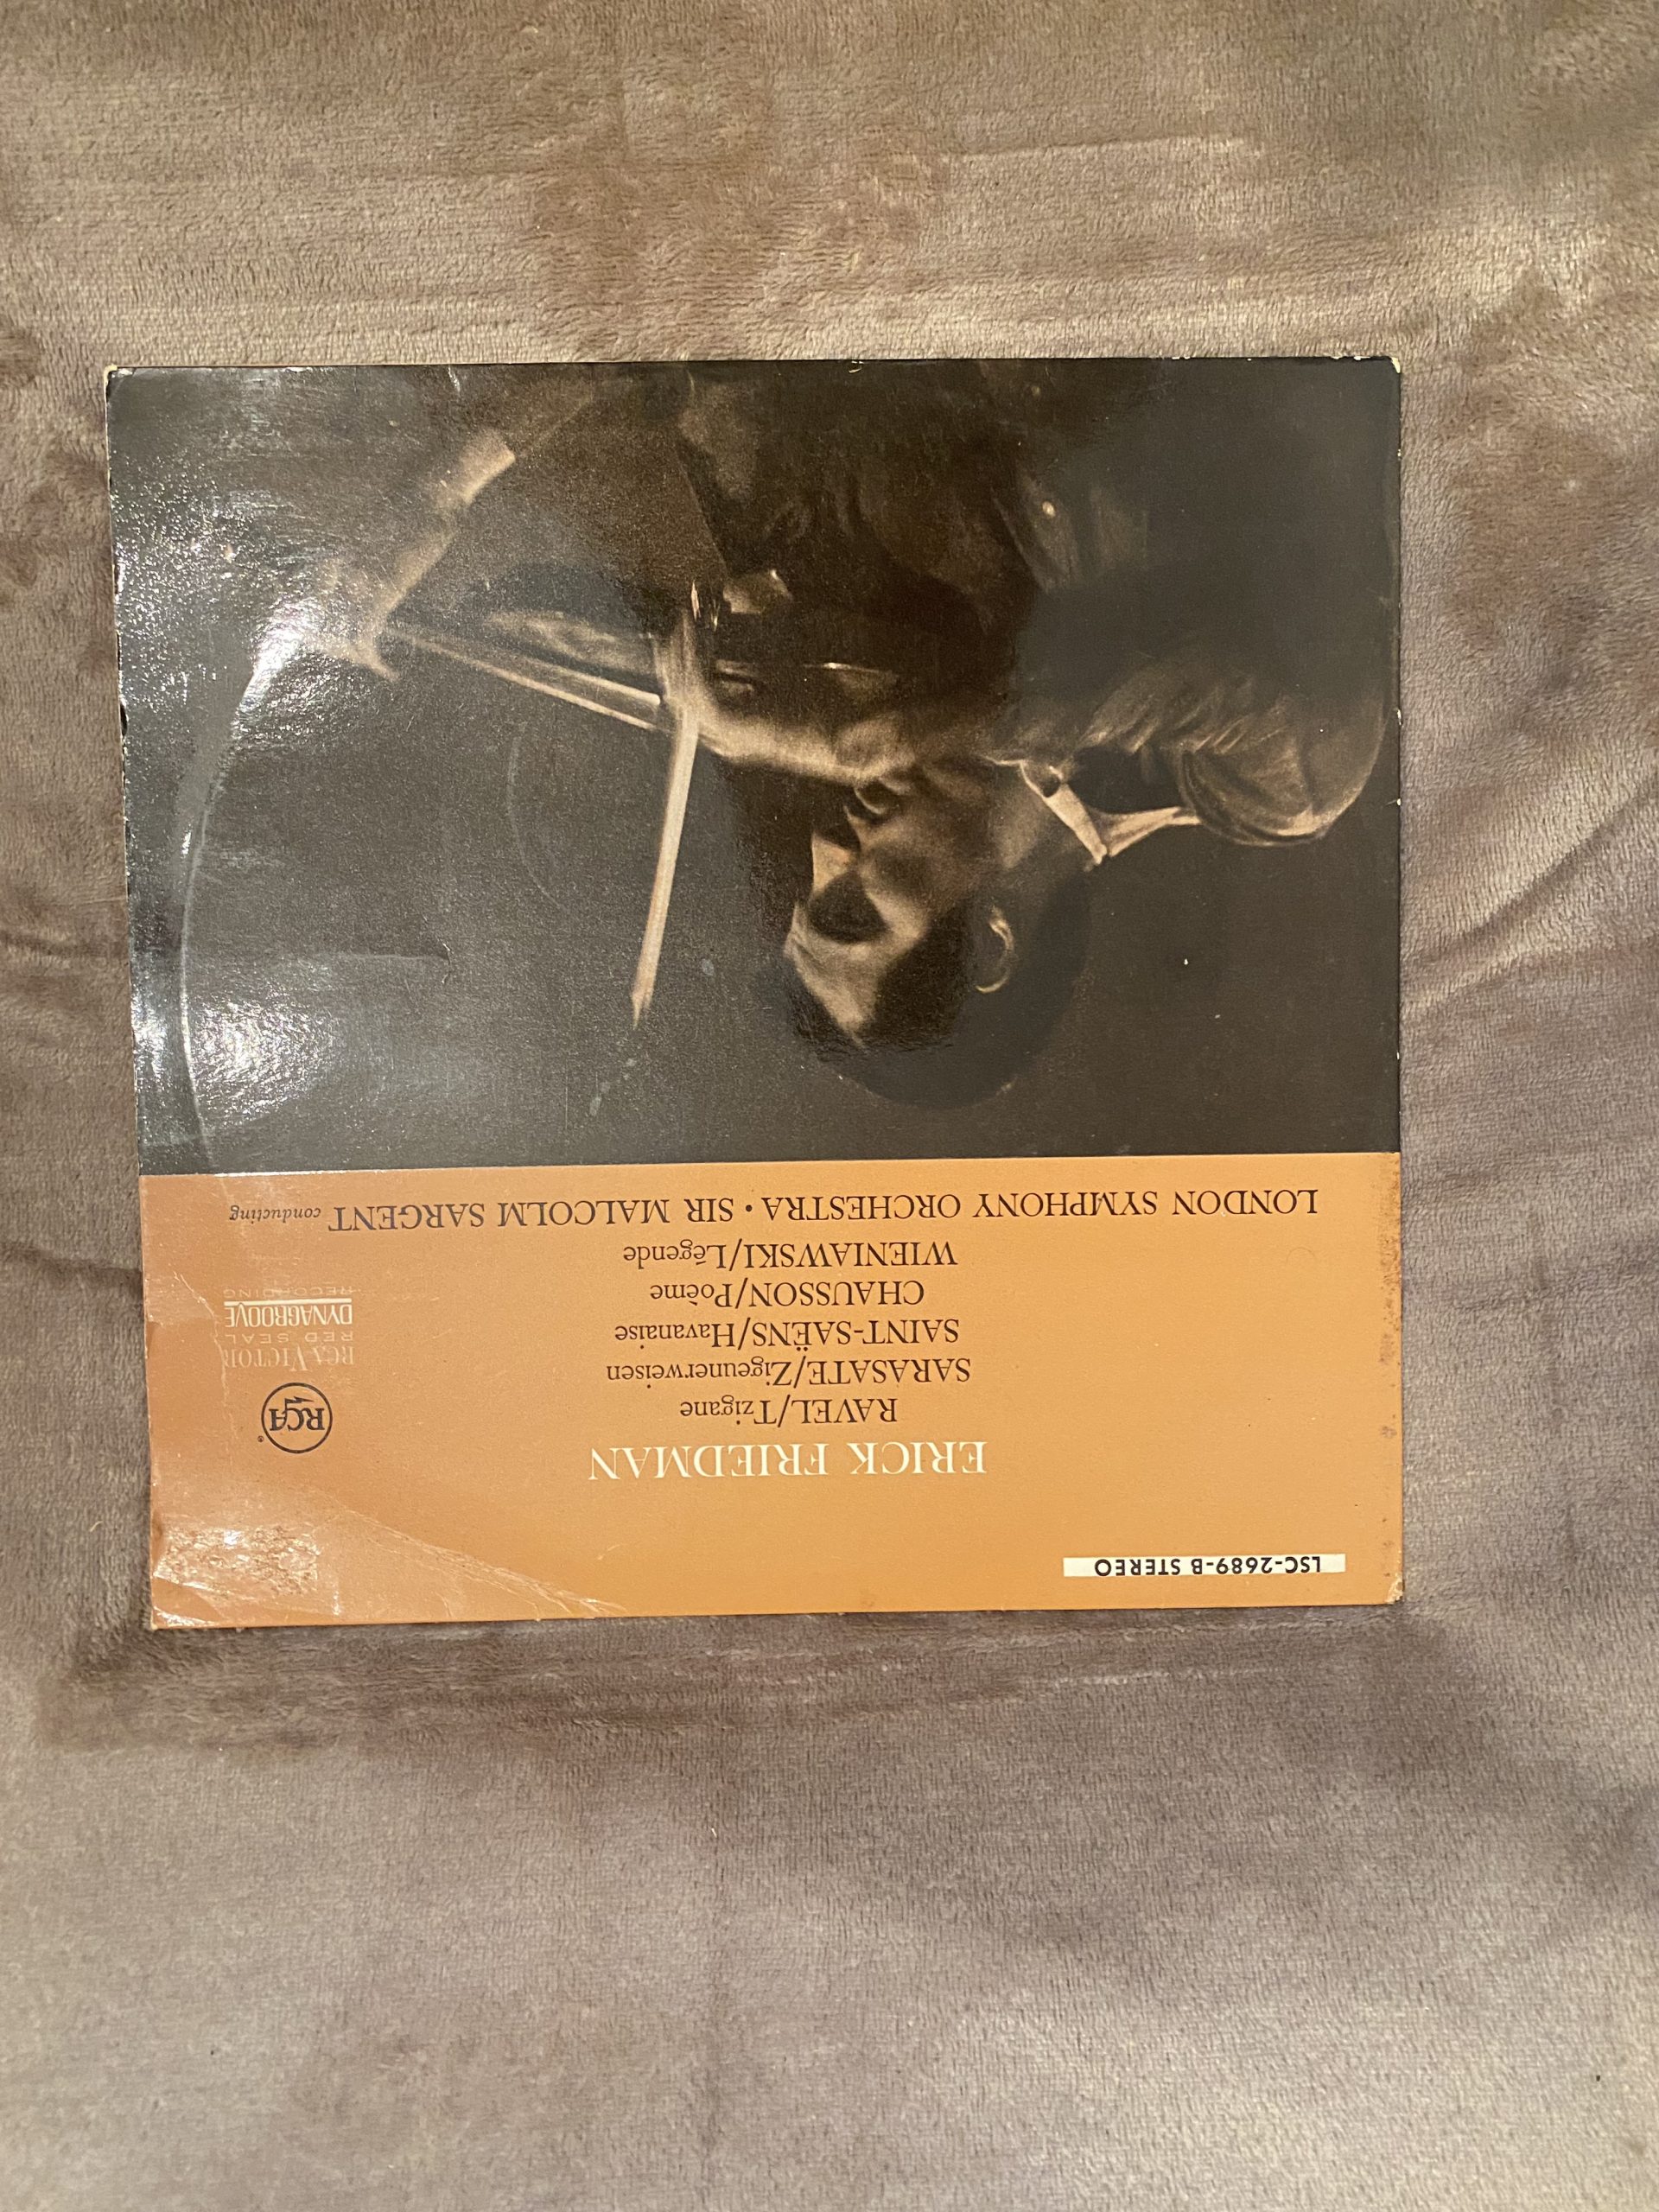 LSC-2689-B STEREO
ERICK FRIEDMAN
RAVEL/Tzigane
SARASATE/Zigeunerweisen
SAINT-SAËNS/Havanaise
CHAUSSON/Poème
WIENIAWSKI/Légende
LONDON SYMPHONY ORCHESTRA • SIR MALCOLM SARGENT conducting
RCA
®
RCA VICTOR
RED SEAL
DYNAGROOVE
RECORDING